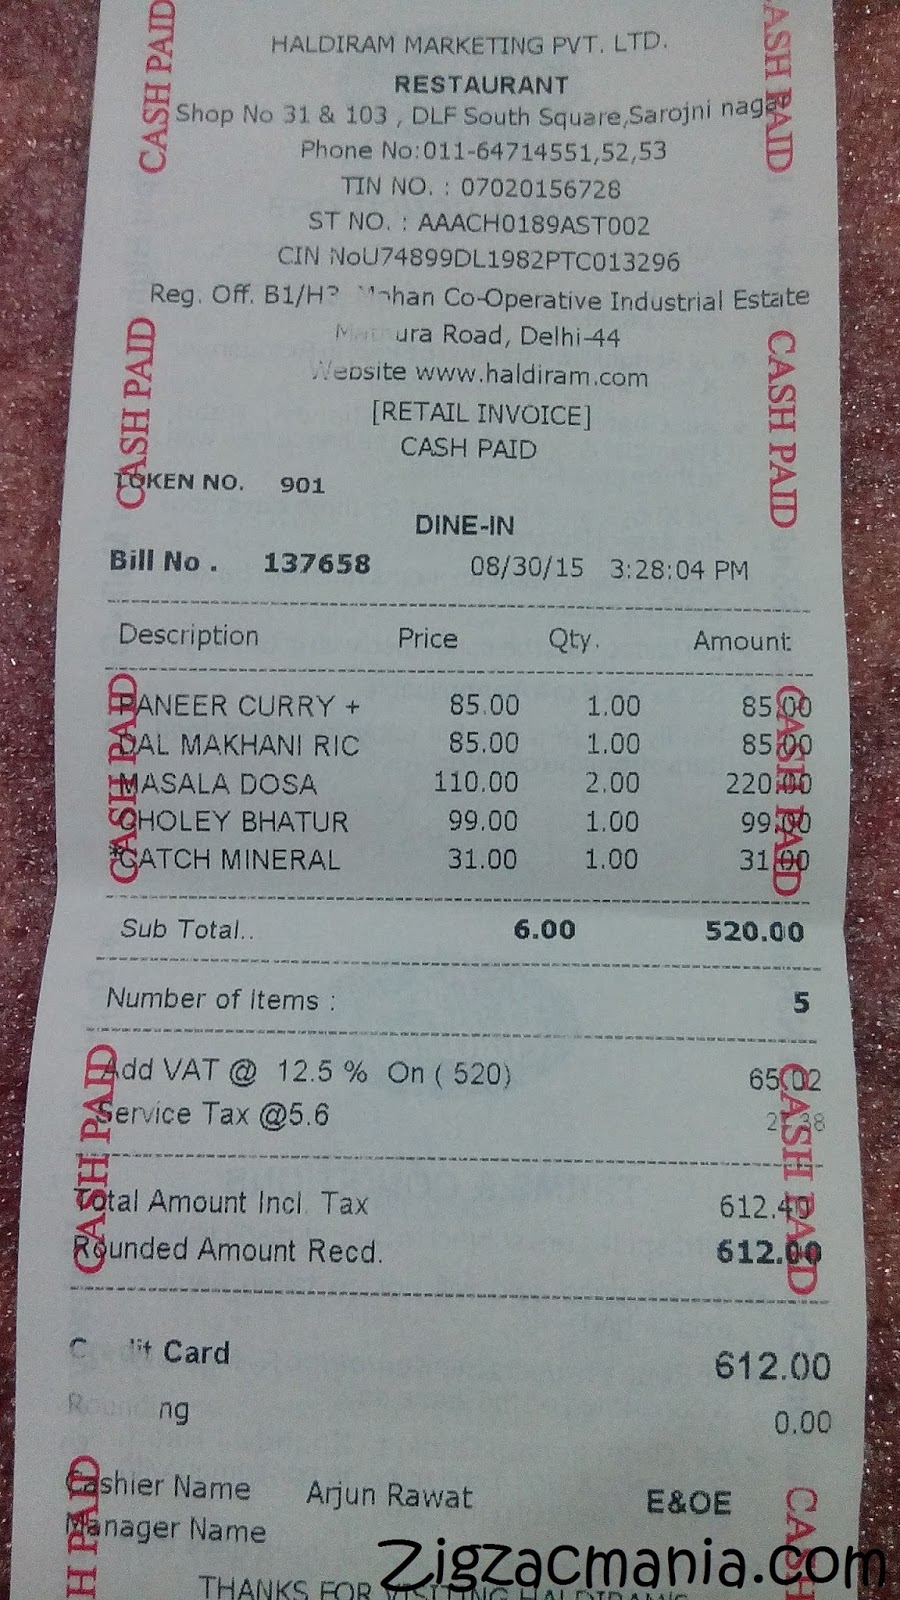 HALDIRAM MARKETING PVT. LTD.
RESTAURANT
Shop No 31 & 103 , DLF South Square,Sarojni nagar
Phone No:011-64714551,52,53
TIN NO. : 07020156728
ST NO. : AAACH0189AST002
CIN NoU74899DL1982PTC013296
Reg. Off. B1/H3 Mohan Co-Operative Industrial Estate
Mathura Road, Delhi-44
Website www.haldiram.com
[RETAIL INVOICE]
CASH PAID
TOKEN NO. 901
DINE-IN
Bill No . 137658 08/30/15 3:28:04 PM
Description Price Qty. Amount
PANEER CURRY + 85.00 1.00 85.00
DAL MAKHANI RIC 85.00 1.00 85.00
MASALA DOSA 110.00 2.00 220.00
CHOLEY BHATUR 99.00 1.00 99.00
*CATCH MINERAL 31.00 1.00 31.00
Sub Total.. 6.00 520.00
Number of items : 5
Add VAT @ 12.5 % On ( 520) 65.02
Service Tax @5.6
Total Amount Incl. Tax 612.40
Rounded Amount Recd. 612.00
Credit Card 612.00
Rounding 0.00
Cashier Name Arjun Rawat E&OE
Manager Name
THANKS FOR VISITING HALDIRAM'S
Zigzacmania.com
CASH PAID
CASH PAID
CASH PAID
CASH PAID
CASH PAID
CASH PAID
CASH PAID
CASH PAID